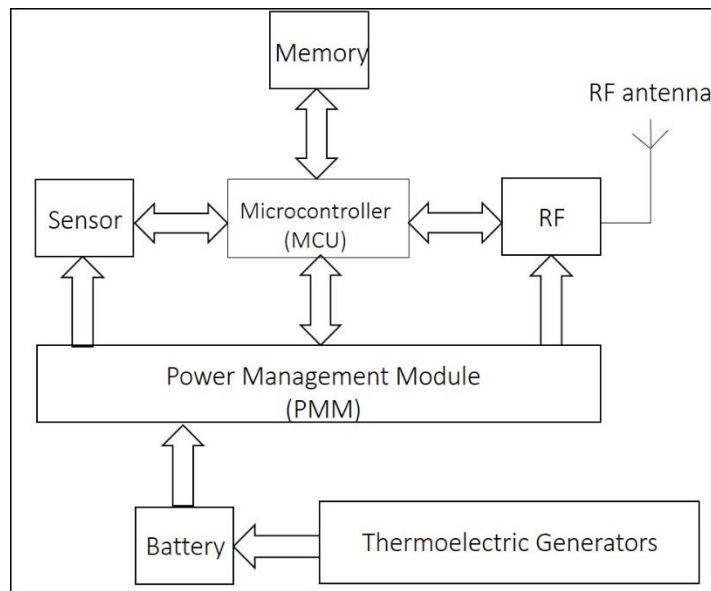 Memory
RF antenna
Sensor
Microcontroller
(MCU)
RF
Power Management Module
(PMM)
Battery
Thermoelectric Generators